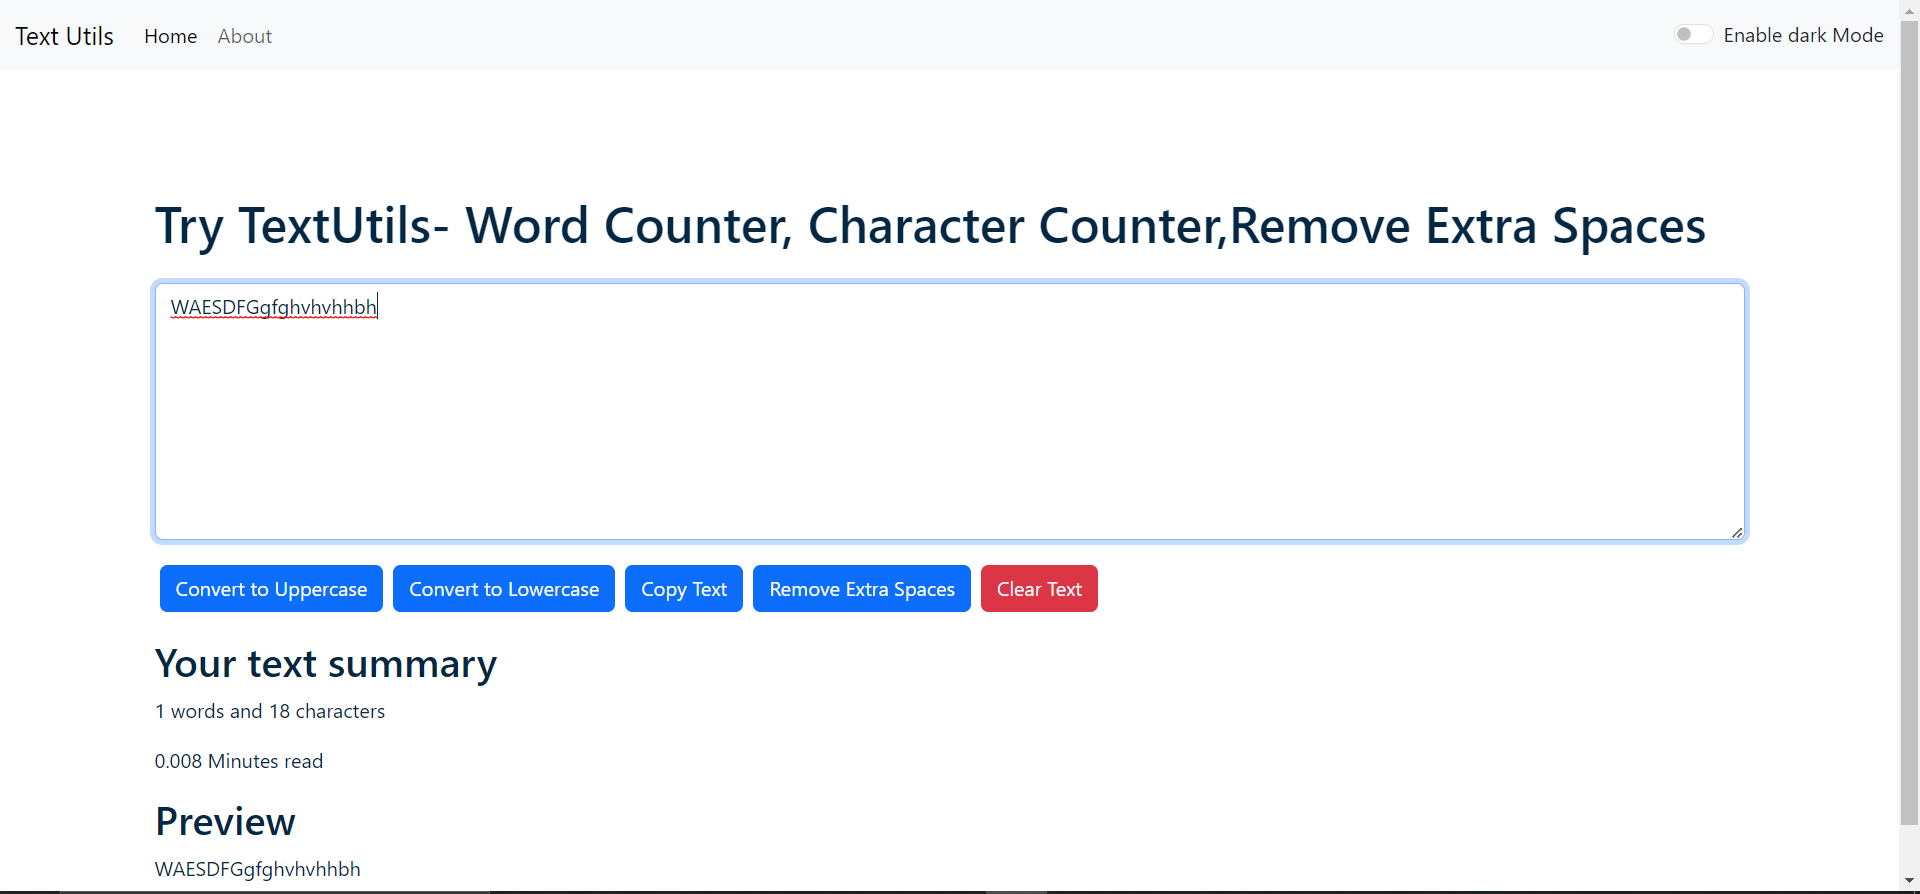 Text Utils Home About Enable dark Mode
Try TextUtils- Word Counter, Character Counter,Remove Extra Spaces
WAESDFGgfghvhvhhbh
Convert to Uppercase Convert to Lowercase Copy Text Remove Extra Spaces Clear Text
Your text summary
1 words and 18 characters
0.008 Minutes read
Preview
WAESDFGgfghvhvhhbh